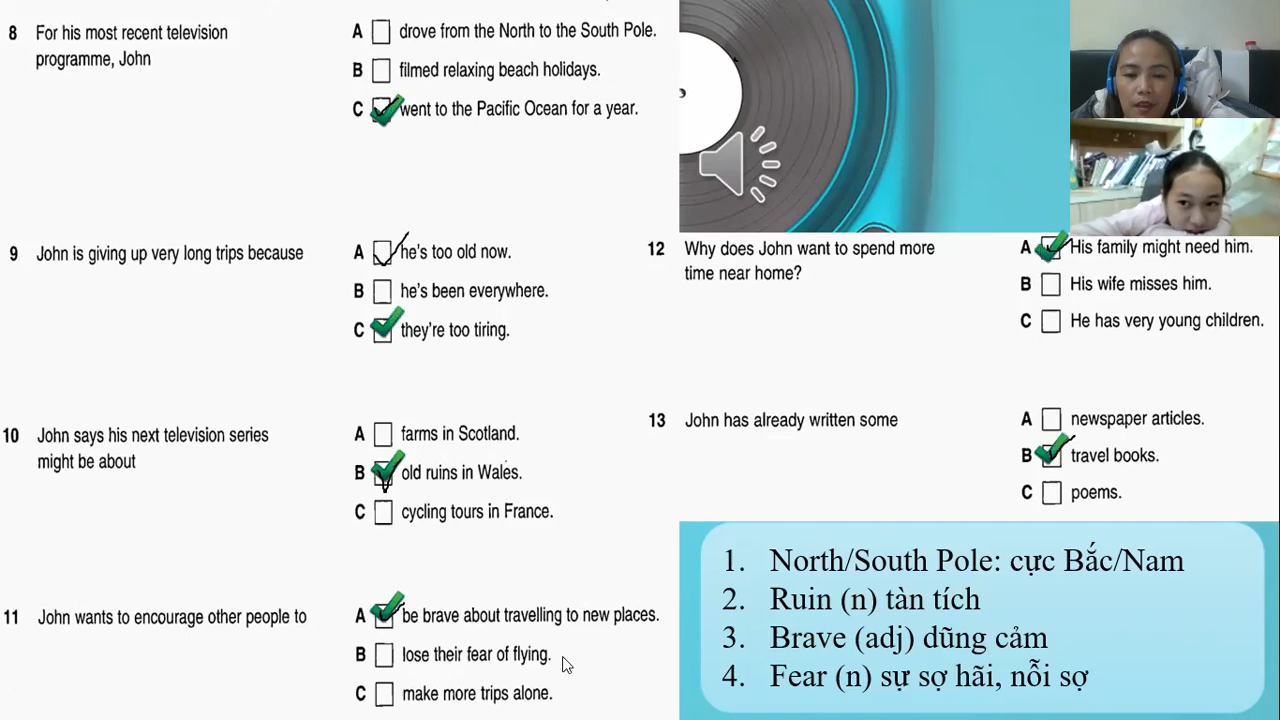 8 For his most recent television
programme, John
A drove from the North to the South Pole.
B filmed relaxing beach holidays.
C went to the Pacific Ocean for a year.
9 John is giving up very long trips because
A he's too old now.
B he's been everywhere.
C they're too tiring.
10 John says his next television series
might be about
A farms in Scotland.
B old ruins in Wales.
C cycling tours in France.
11 John wants to encourage other people to
A be brave about travelling to new places.
B lose their fear of flying.
C make more trips alone.
12 Why does John want to spend more
time near home?
A His family might need him.
B His wife misses him.
C He has very young children.
13 John has already written some
A newspaper articles.
B travel books.
C poems.
1. North/South Pole: cực Bắc/Nam
2. Ruin (n) tàn tích
3. Brave (adj) dũng cảm
4. Fear (n) sự sợ hãi, nỗi sợ